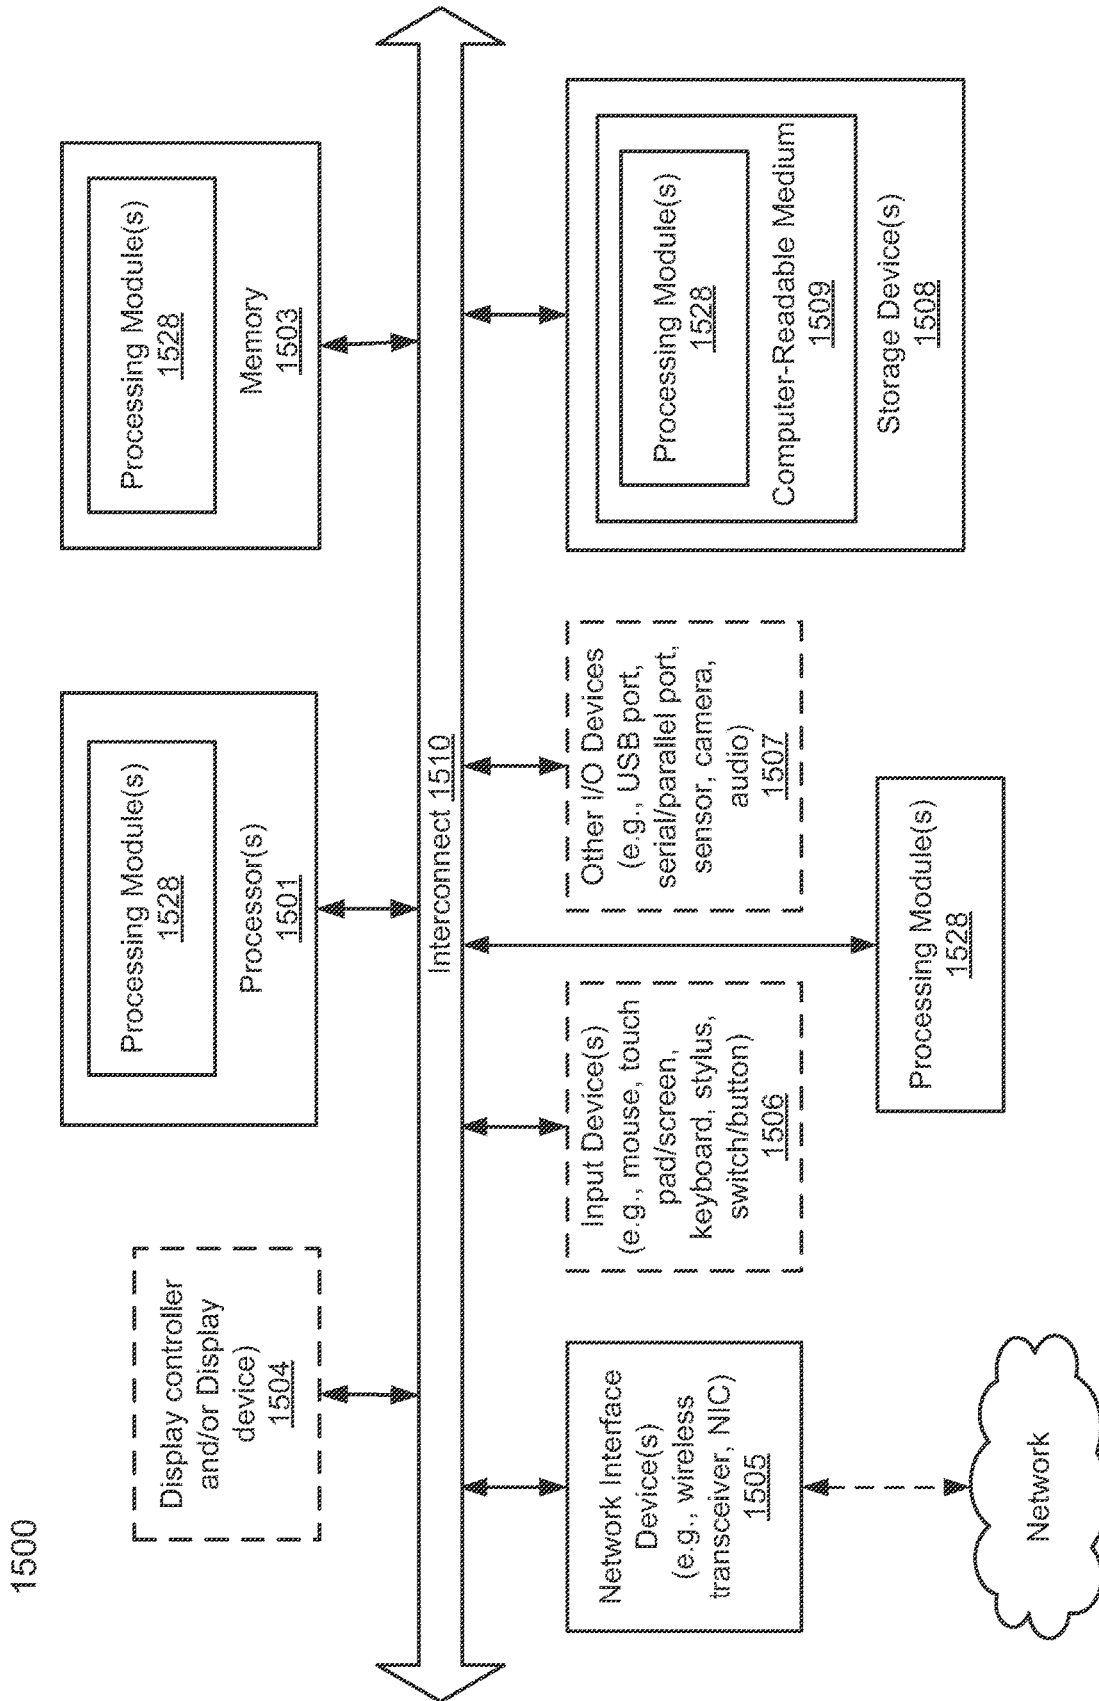 1500
Display controller
and/or Display
device)
1504
Processing Module(s)
1528
Processor(s)
1501
Processing Module(s)
1528
Memory
1503
Interconnect 1510
Network Interface
Device(s)
(e.g., wireless
transceiver, NIC)
1505
Input Device(s)
(e.g., mouse, touch
pad/screen,
keyboard, stylus,
switch/button)
1506
Other I/O Devices
(e.g., USB port,
serial/parallel port,
sensor, camera,
audio)
1507
Processing Module(s)
1528
Computer-Readable Medium
1509
Storage Device(s)
1508
Network
Processing Module(s)
1528